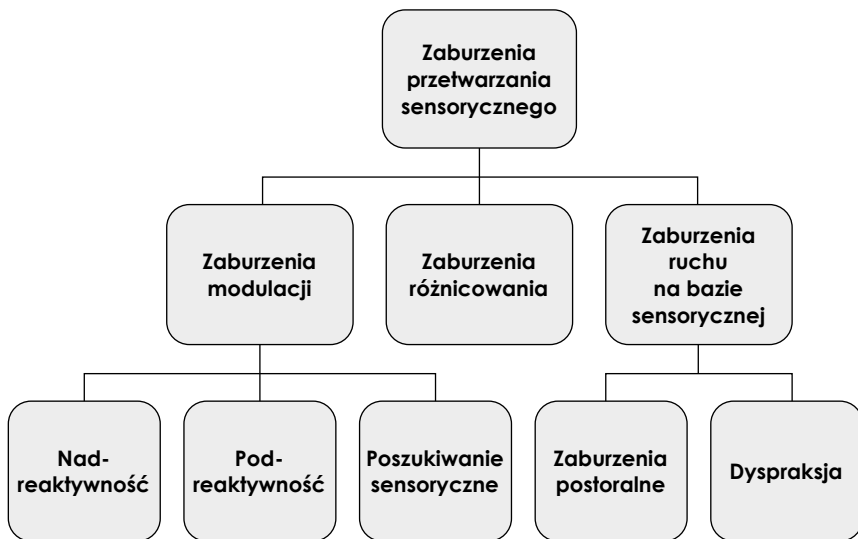 Zaburzenia
przetwarzania
sensorycznego
Zaburzenia
modulacji
Zaburzenia
różnicowania
Zaburzenia
ruchu
na bazie
sensorycznej
Nad-
reaktywność
Pod-
reaktywność
Poszukiwanie
sensoryczne
Zaburzenia
postoralne
Dyspraksja